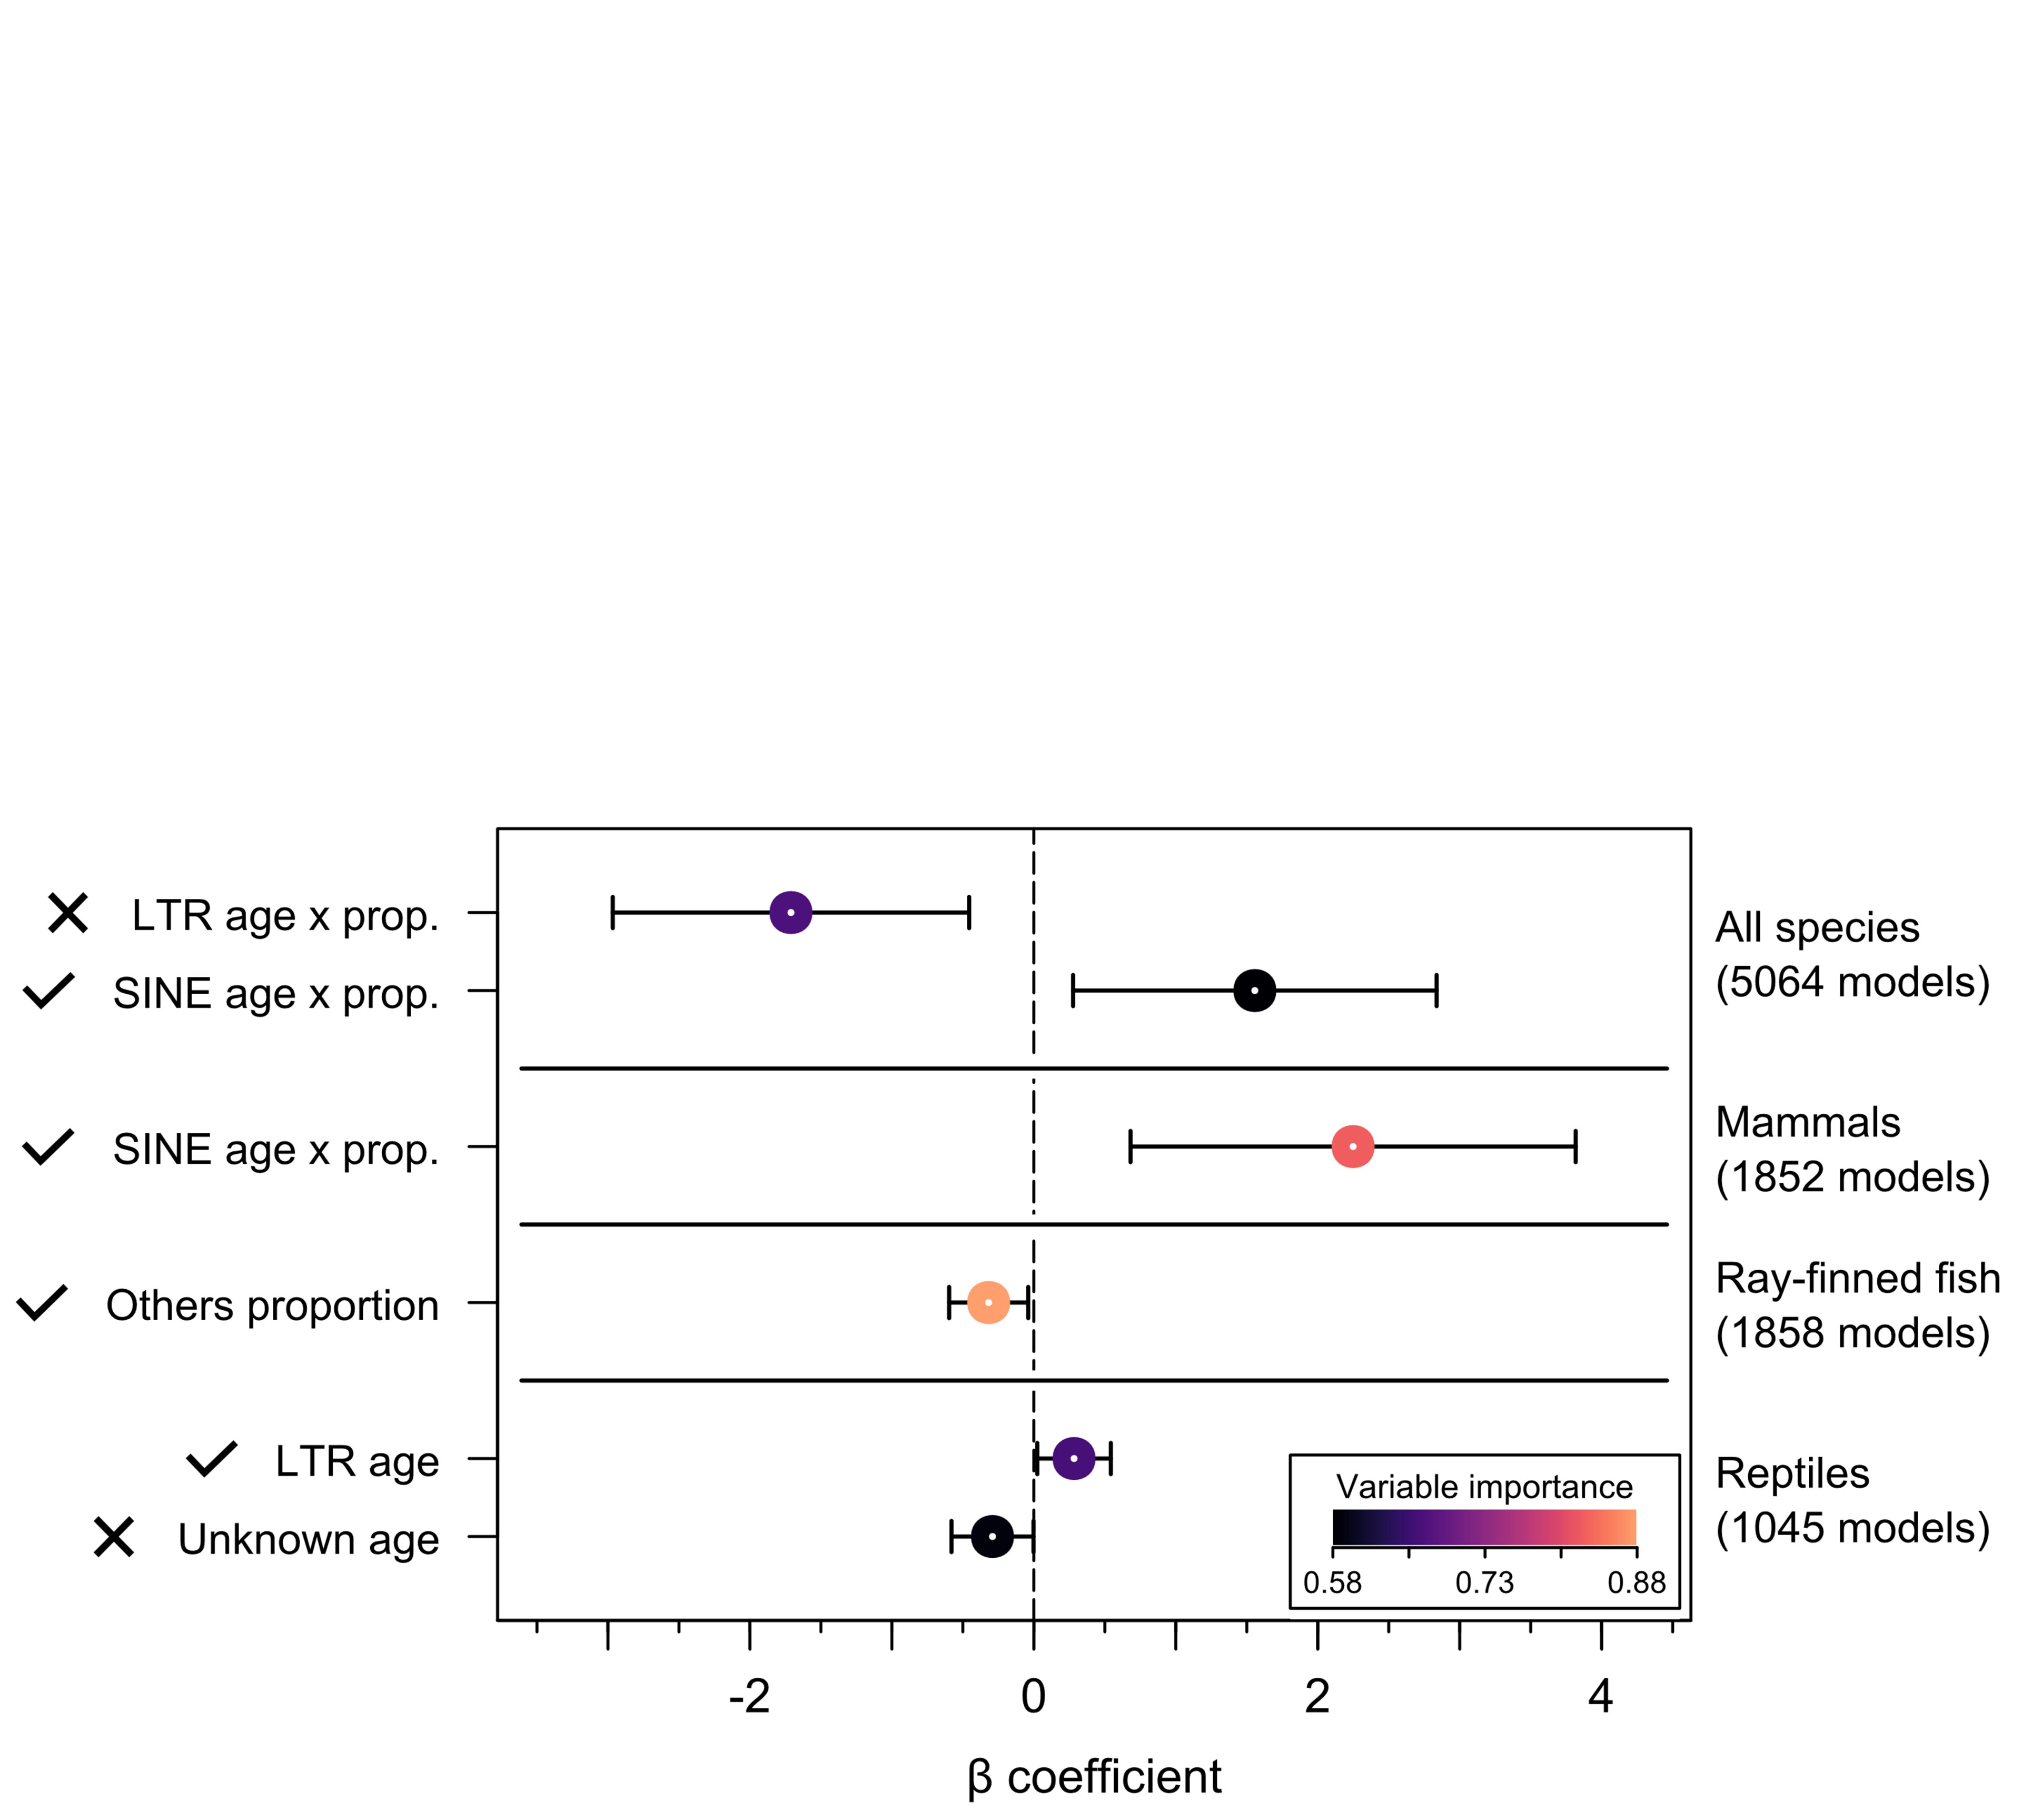 LTR age x prop.
SINE age x prop.
All species
(5064 models)
SINE age x prop.
Mammals
(1852 models)
Others proportion
Ray-finned fish
(1858 models)
LTR age
Unknown age
Reptiles
(1045 models)
Variable importance
0.58 0.73 0.88
-2 0 2 4
β coefficient